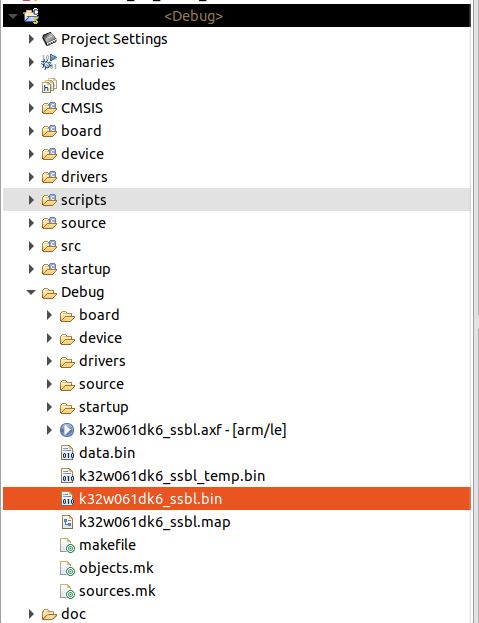 <Debug>
Project Settings
Binaries
Includes
CMSIS
board
device
drivers
scripts
source
src
startup
Debug
board
device
drivers
source
startup
k32w061dk6_ssbl.axf - [arm/le]
data.bin
k32w061dk6_ssbl_temp.bin
k32w061dk6_ssbl.bin
k32w061dk6_ssbl.map
makefile
objects.mk
sources.mk
doc